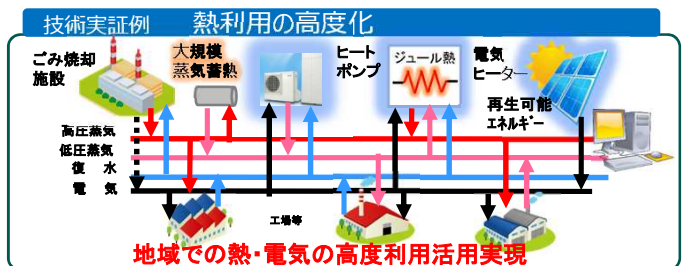 技術実証例 熱利用の高度化
ごみ焼却
施設
大規模
蒸気蓄熱
ヒート
ポンプ
ジュール熱
電気
ヒーター
再生可能
エネルギー
高圧蒸気
低圧蒸気
復 水
電 気
工場等
地域での熱・電気の高度利用活用実現